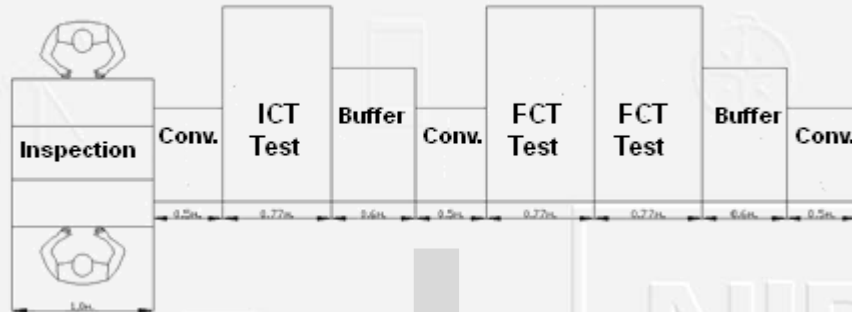 Inspection
Conv.
ICT
Test
Buffer
Conv.
FCT
Test
FCT
Test
Buffer
Conv.
0.5m.
0.77m.
0.6m.
0.5m.
0.77m.
0.77m.
0.6m.
0.5m.
1.0m.